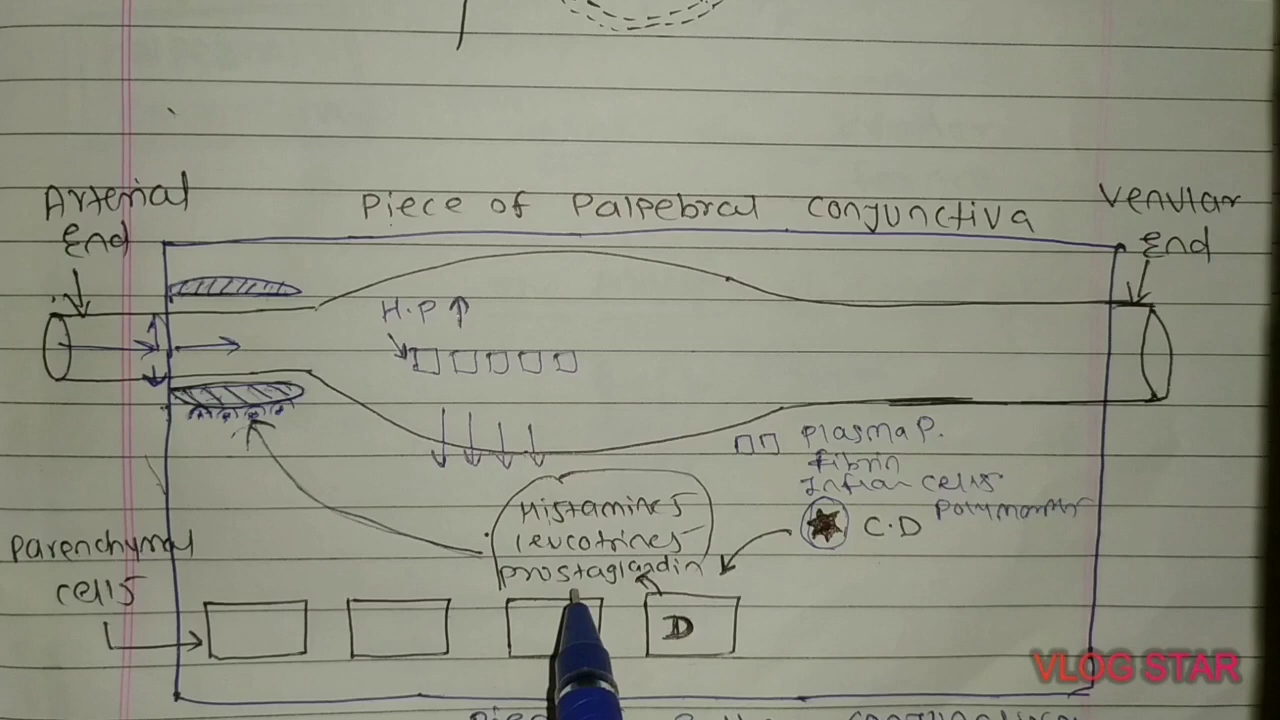 Arterial End
Piece of Palpebral conjunctiva
Venular End
H.P ↑
Plasma P.
fibrin
Inflam cells
Polymorphs
C.D
Histamines
leucotrines
prostaglandin
parenchymal cells
D
VLOG STAR